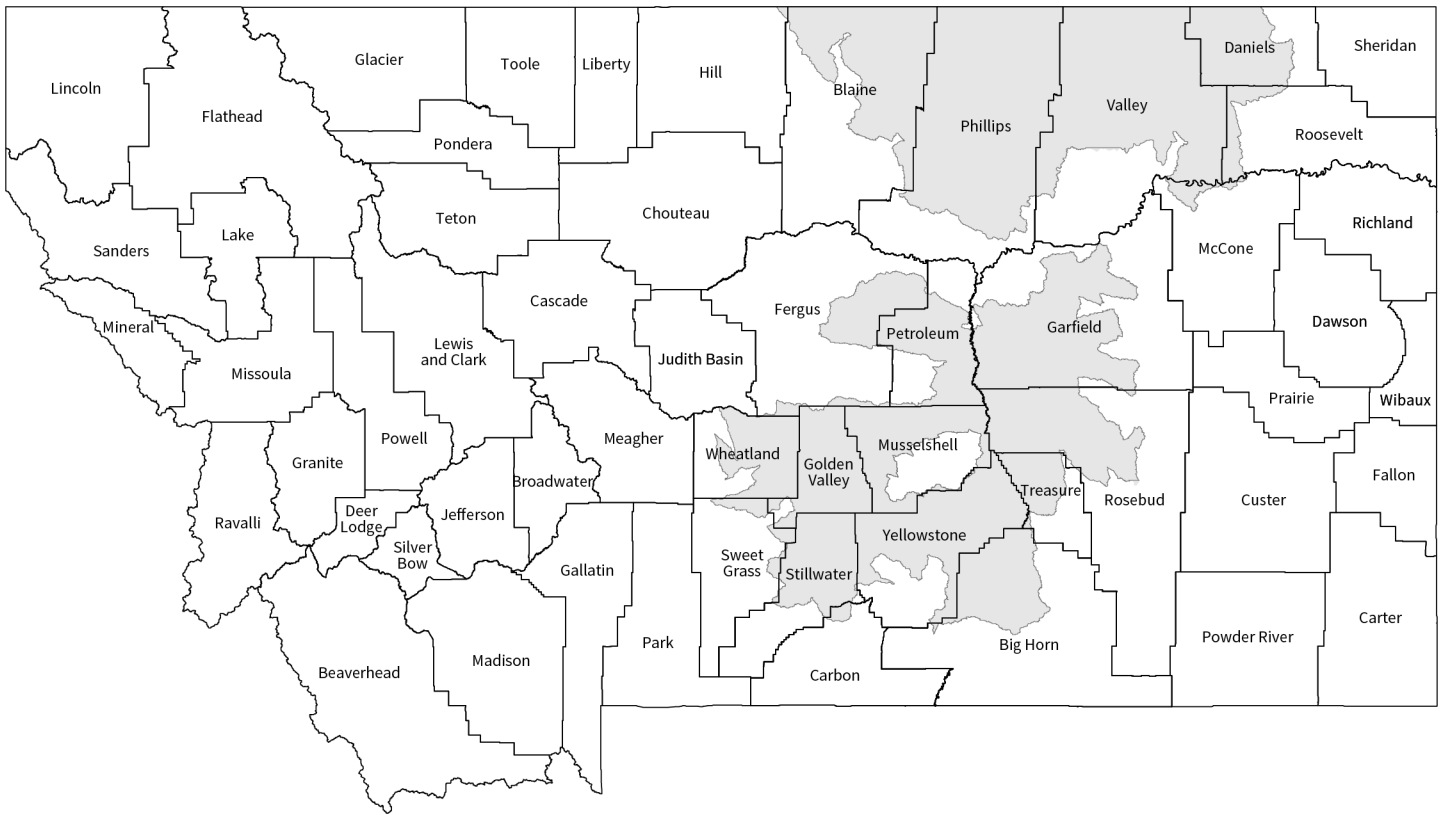 Glacier
Toole
Liberty
Hill
Daniels
Sheridan
Lincoln
Flathead
Blaine
Valley
Phillips
Roosevelt
Pondera
Teton
Chouteau
Richland
Lake
Sanders
McCone
Cascade
Fergus
Mineral
Petroleum
Garfield
Dawson
Lewis
and Clark
Judith Basin
Missoula
Prairie
Wibaux
Powell
Meagher
Wheatland
Musselshell
Granite
Golden
Valley
Broadwater
Treasure
Rosebud
Custer
Fallon
Ravalli
Deer
Lodge
Jefferson
Yellowstone
Silver
Bow
Sweet
Grass
Gallatin
Stillwater
Park
Big Horn
Powder River
Carter
Beaverhead
Madison
Carbon